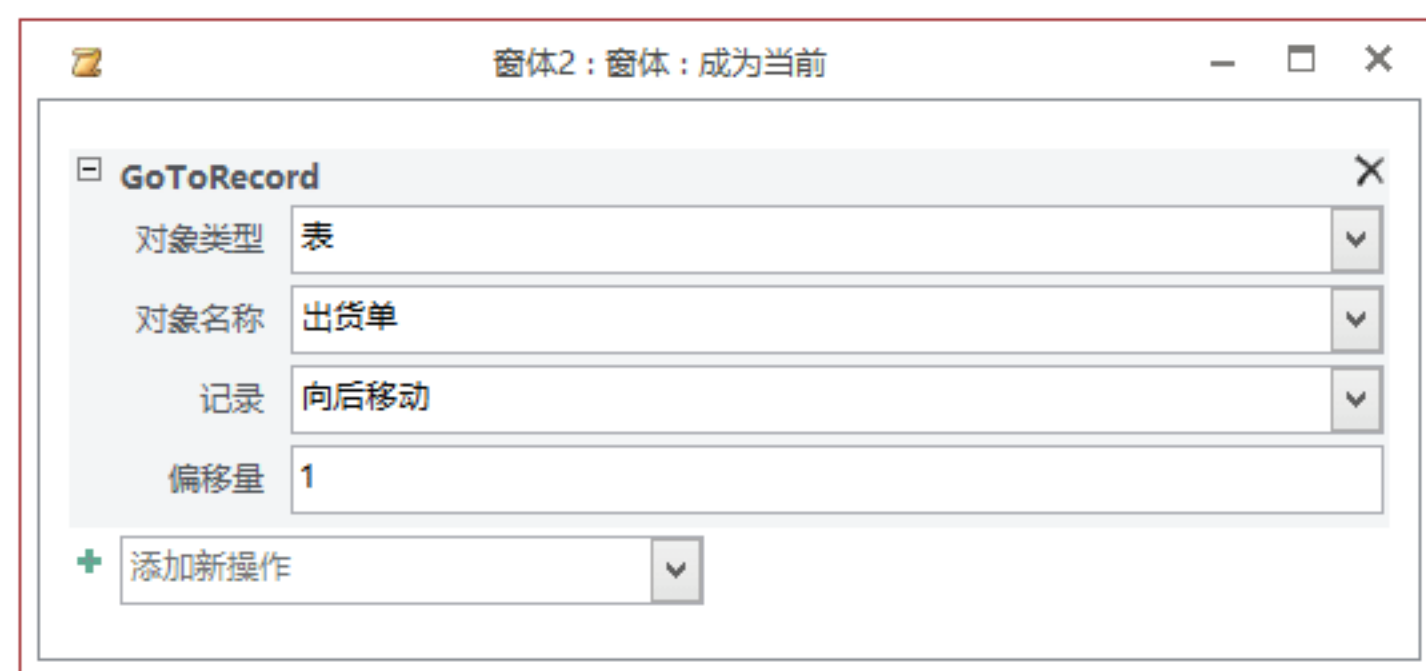 窗体2 : 窗体 : 成为当前
GoToRecord
对象类型 表
对象名称 出货单
记录 向后移动
偏移量 1
添加新操作